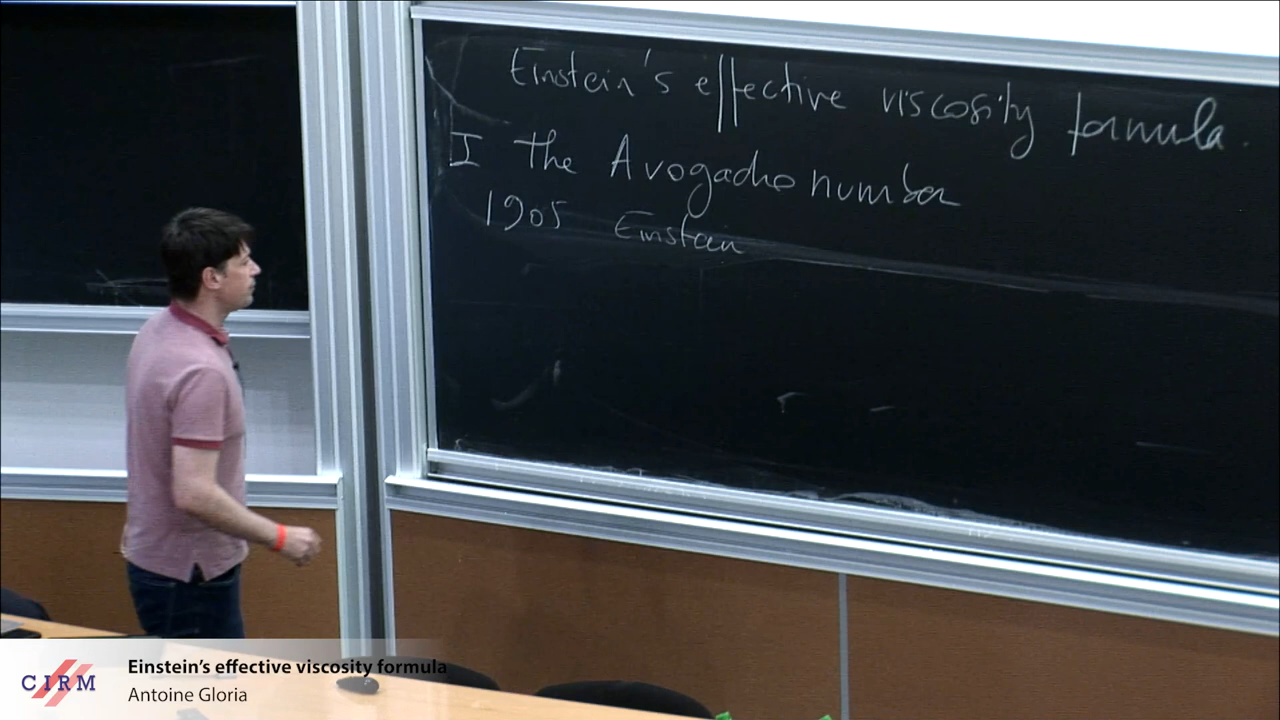 Einstein's effective viscosity formula.
I the Avogadro number
1905 Einstein
CIRM
Einstein's effective viscosity formula
Antoine Gloria